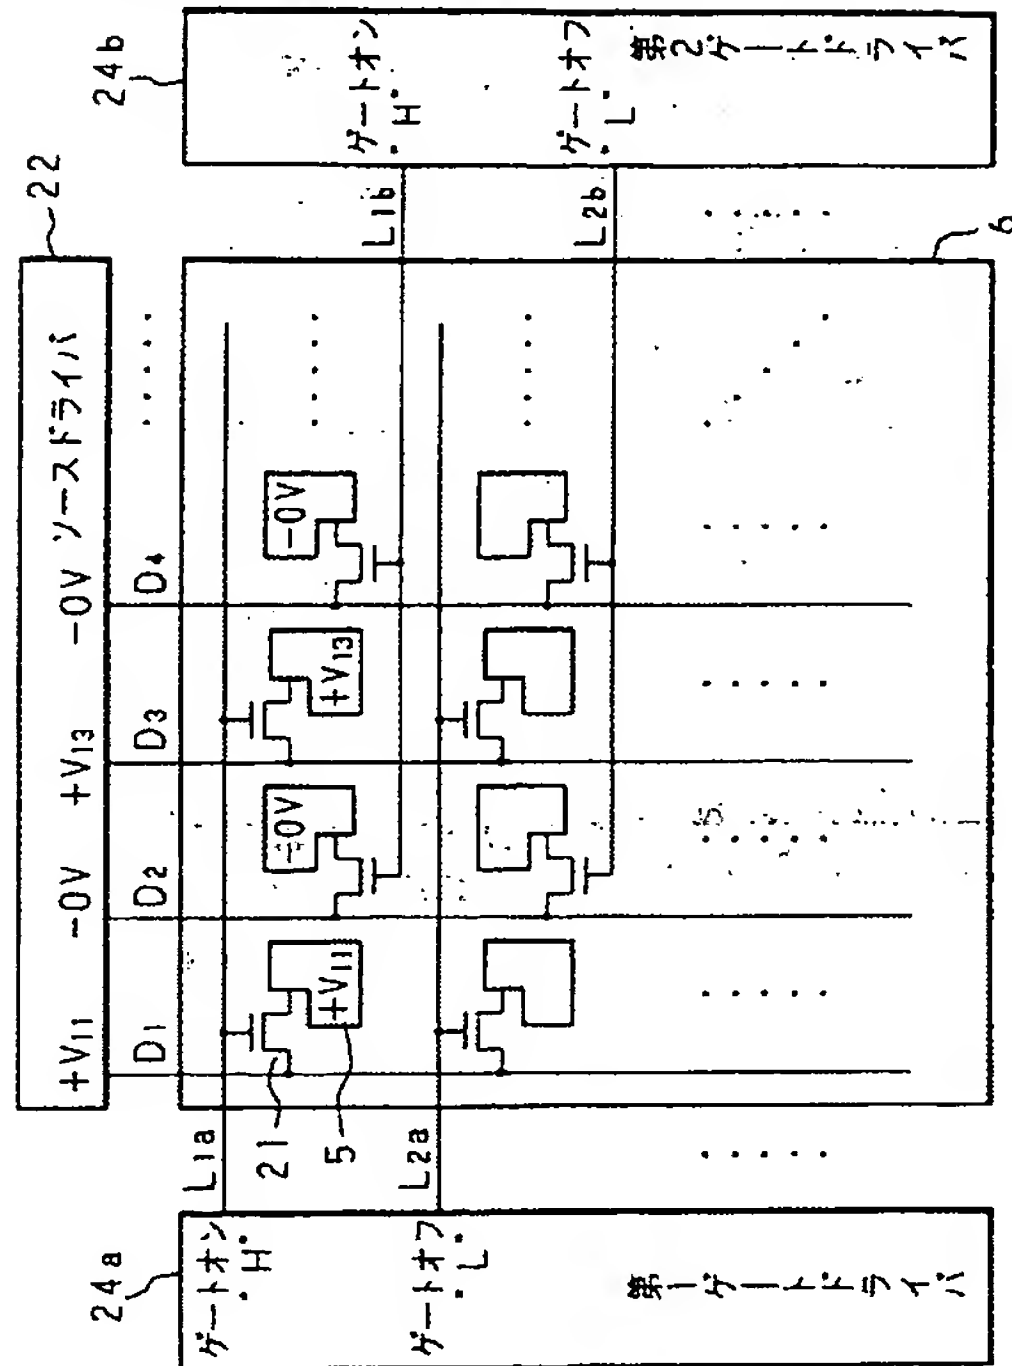 22
+V11 -0V +V13 -0V ソースドライバ
D1 D2 D3 D4
24a
ゲートオン
"H"
ゲートオフ
"L"
第1ゲートドライバ
L1a
21
5
L2a
+V11
-0V
+V13
-0V
L1b
L2b
6
24b
ゲートオン
"H"
ゲートオフ
"L"
第2ゲートドライバ